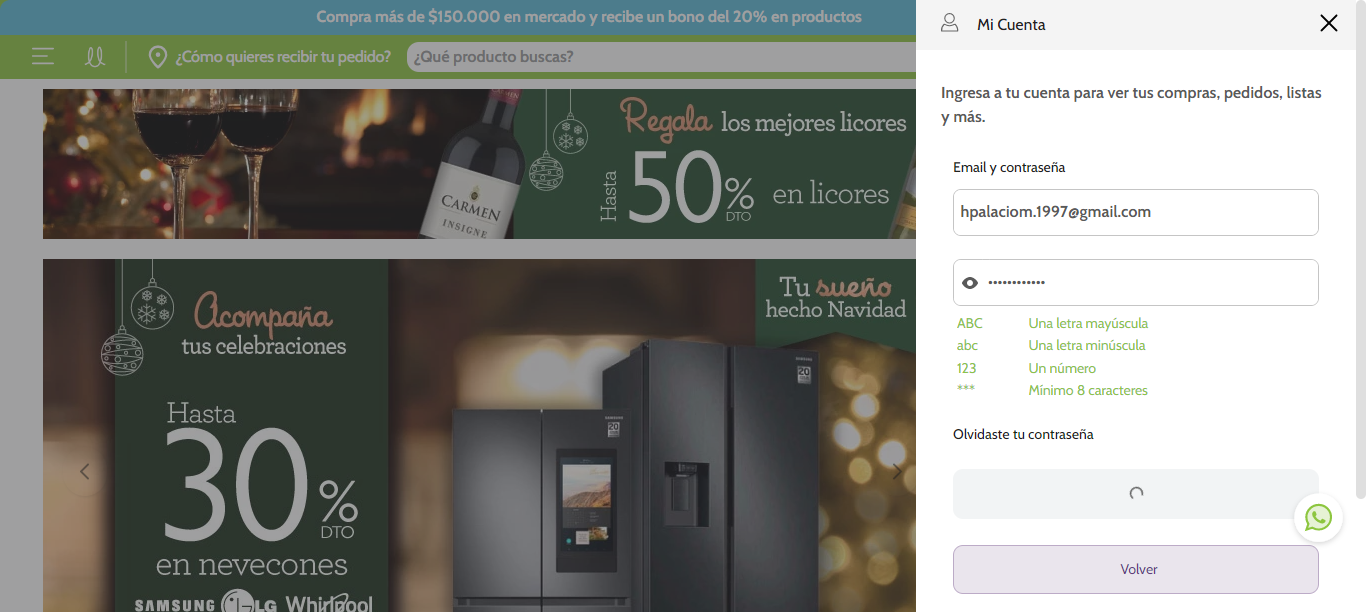 Compra más de $150.000 en mercado y recibe un bono del 20% en productos
¿Cómo quieres recibir tu pedido?
¿Qué producto buscas?
CARMEN
INSIGNE
Regala los mejores licores
Hasta 50% DTO en licores
Acompaña
tus celebraciones
Hasta
30%
DTO
en nevecones
SAMSUNG LG Whirlpool
Tu sueño
hecho Navidad
SAMSUNG
20
SAMSUNG
20
Mi Cuenta
Ingresa a tu cuenta para ver tus compras, pedidos, listas
y más.
Email y contraseña
hpalaciom.1997@gmail.com
••••••••••••
ABC Una letra mayúscula
abc Una letra minúscula
123 Un número
*** Mínimo 8 caracteres
Olvidaste tu contraseña
Volver